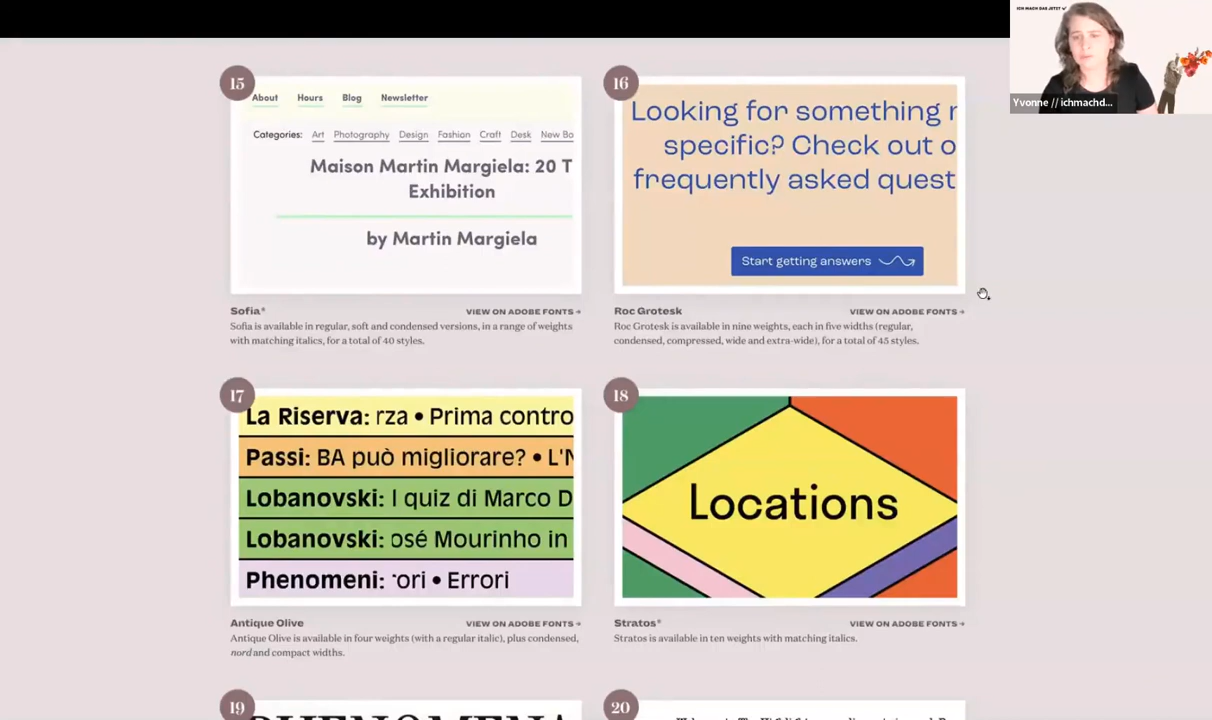 ICH MACH DAS JETZT
Yvonne // ichmachd...
15
About Hours Blog Newsletter
Categories: Art Photography Design Fashion Craft Desk New Bo
Maison Martin Margiela: 20 T
Exhibition
by Martin Margiela
Sofia*
VIEW ON ADOBE FONTS →
Sofia is available in regular, soft and condensed versions, in a range of weights
with matching italics, for a total of 40 styles.
16
Looking for something
specific? Check out o
frequently asked quest
Start getting answers
Roc Grotesk
VIEW ON ADOBE FONTS →
Roc Grotesk is available in nine weights, each in five widths (regular,
condensed, compressed, wide and extra-wide), for a total of 45 styles.
17
La Riserva: rza • Prima contro
Passi: BA può migliorare? • L'N
Lobanovski: l quiz di Marco D
Lobanovski: osé Mourinho in
Phenomeni: ori • Errori
Antique Olive
VIEW ON ADOBE FONTS →
Antique Olive is available in four weights (with a regular italic), plus condensed,
nord and compact widths.
18
Locations
Stratos*
VIEW ON ADOBE FONTS →
Stratos is available in ten weights with matching italics.
19
20